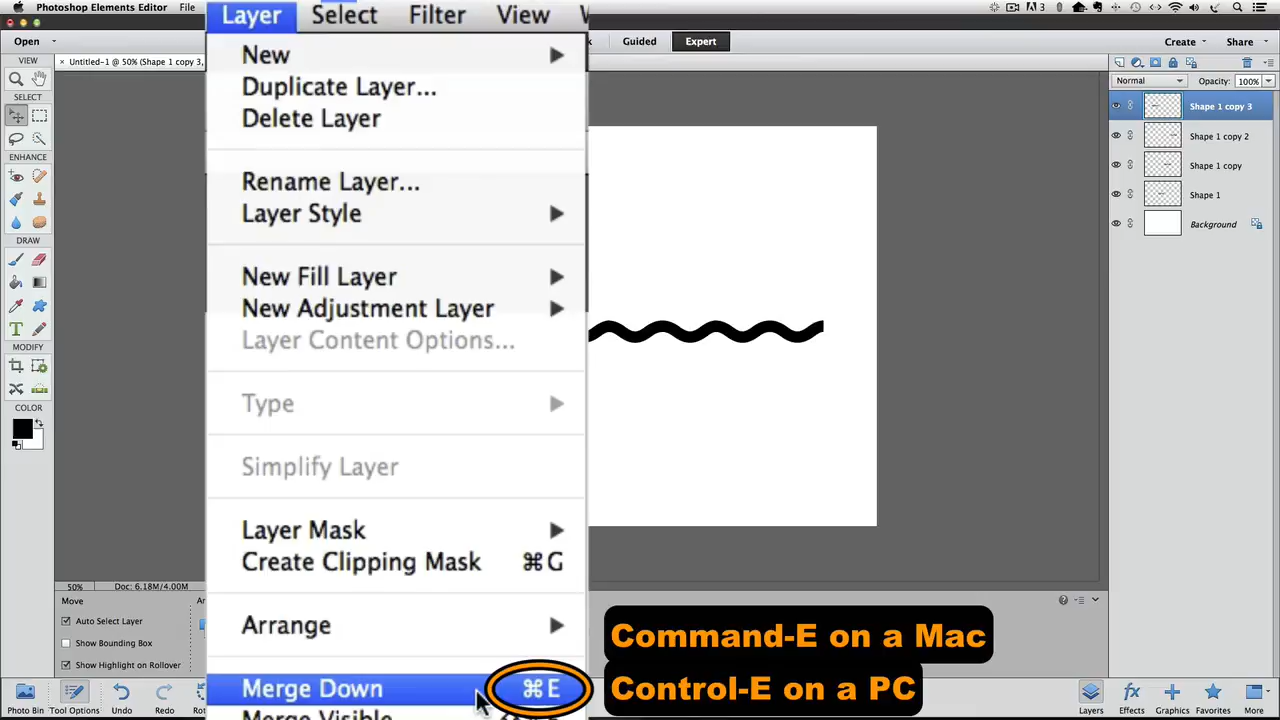 Photoshop Elements Editor File
Layer Select Filter View
Open
Guided Expert
Create Share
VIEW
× Untitled-1 @ 50% (Shape 1 copy 3,
SELECT
ENHANCE
DRAW
MODIFY
COLOR
New
Duplicate Layer...
Delete Layer
Rename Layer...
Layer Style
New Fill Layer
New Adjustment Layer
Layer Content Options...
Type
Simplify Layer
Layer Mask
Create Clipping Mask ⌘G
Arrange
Merge Down ⌘E
Merge Visible
Normal Opacity: 100%
Shape 1 copy 3
Shape 1 copy 2
Shape 1 copy
Shape 1
Background
50% Doc: 6.18M/4.00M
Move
Auto Select Layer
Show Bounding Box
Show Highlight on Rollover
Command-E on a Mac
Control-E on a PC
Photo Bin Tool Options Undo Redo
Layers Effects Graphics Favorites More